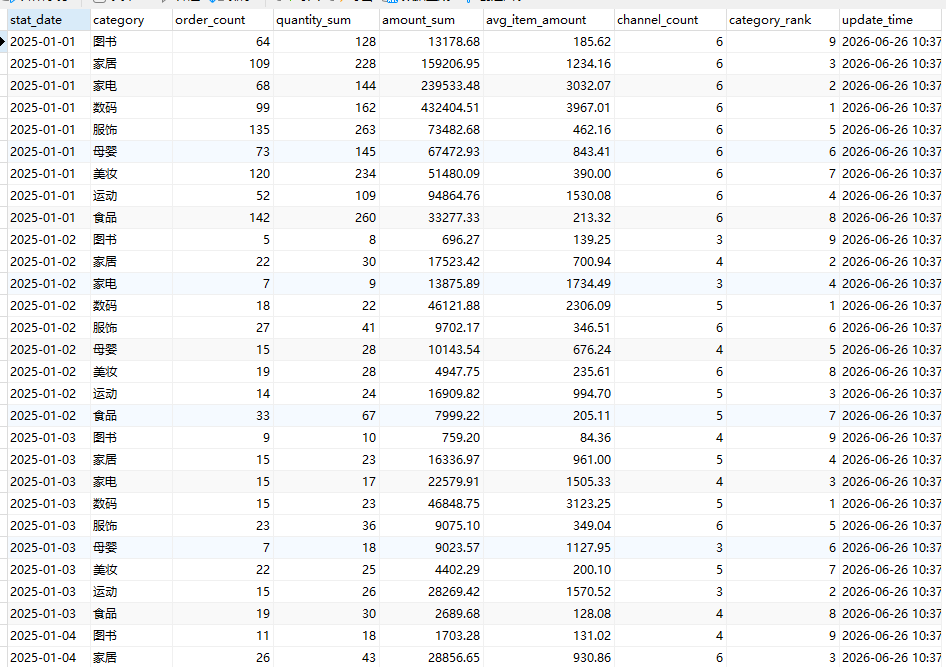 stat_date category order_count quantity_sum amount_sum avg_item_amount channel_count category_rank update_time
2025-01-01 图书 64 128 13178.68 185.62 6 9 2026-06-26 10:37
2025-01-01 家居 109 228 159206.95 1234.16 6 3 2026-06-26 10:37
2025-01-01 家电 68 144 239533.48 3032.07 6 2 2026-06-26 10:37
2025-01-01 数码 99 162 432404.51 3967.01 6 1 2026-06-26 10:37
2025-01-01 服饰 135 263 73482.68 462.16 6 5 2026-06-26 10:37
2025-01-01 母婴 73 145 67472.93 843.41 6 6 2026-06-26 10:37
2025-01-01 美妆 120 234 51480.09 390.00 6 7 2026-06-26 10:37
2025-01-01 运动 52 109 94864.76 1530.08 6 4 2026-06-26 10:37
2025-01-01 食品 142 260 33277.33 213.32 6 8 2026-06-26 10:37
2025-01-02 图书 5 8 696.27 139.25 3 9 2026-06-26 10:37
2025-01-02 家居 22 30 17523.42 700.94 4 2 2026-06-26 10:37
2025-01-02 家电 7 9 13875.89 1734.49 3 4 2026-06-26 10:37
2025-01-02 数码 18 22 46121.88 2306.09 5 1 2026-06-26 10:37
2025-01-02 服饰 27 41 9702.17 346.51 6 6 2026-06-26 10:37
2025-01-02 母婴 15 28 10143.54 676.24 4 5 2026-06-26 10:37
2025-01-02 美妆 19 28 4947.75 235.61 6 8 2026-06-26 10:37
2025-01-02 运动 14 24 16909.82 994.70 5 3 2026-06-26 10:37
2025-01-02 食品 33 67 7999.22 205.11 5 7 2026-06-26 10:37
2025-01-03 图书 9 10 759.20 84.36 4 9 2026-06-26 10:37
2025-01-03 家居 15 23 16336.97 961.00 5 4 2026-06-26 10:37
2025-01-03 家电 15 17 22579.91 1505.33 4 3 2026-06-26 10:37
2025-01-03 数码 15 23 46848.75 3123.25 5 1 2026-06-26 10:37
2025-01-03 服饰 23 36 9075.10 349.04 6 5 2026-06-26 10:37
2025-01-03 母婴 7 18 9023.57 1127.95 3 6 2026-06-26 10:37
2025-01-03 美妆 22 25 4402.29 200.10 5 7 2026-06-26 10:37
2025-01-03 运动 15 26 28269.42 1570.52 3 2 2026-06-26 10:37
2025-01-03 食品 19 30 2689.68 128.08 4 8 2026-06-26 10:37
2025-01-04 图书 11 18 1703.28 131.02 4 9 2026-06-26 10:37
2025-01-04 家居 26 43 28856.65 930.86 6 3 2026-06-26 10:37